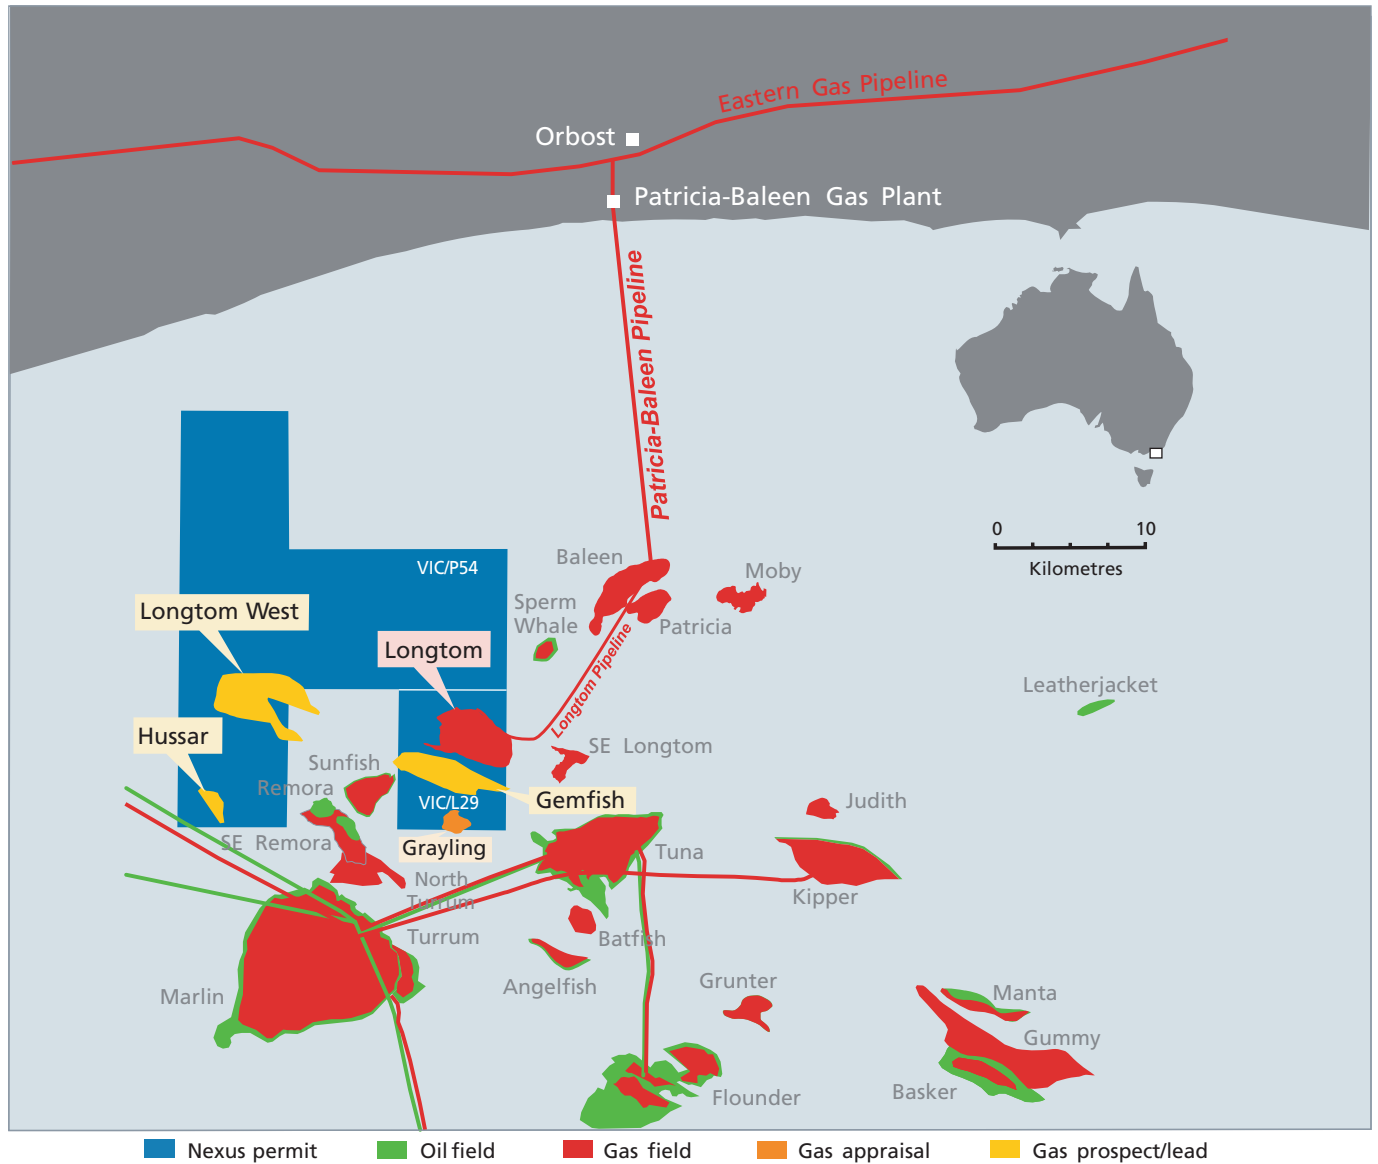 Eastern Gas Pipeline
Orbost
Patricia-Baleen Gas Plant
Patricia-Baleen Pipeline
0 10
Kilometres
Baleen
Moby
VIC/P54
Sperm
Whale
Longtom West
Patricia
Longtom
Longtom Pipeline
Leatherjacket
Hussar
SE Longtom
Sunfish
Remora
VIC/L29
Gemfish
Judith
SE Remora
Grayling
Tuna
North
Turrum
Kipper
Turrum
Batfish
Angelfish
Grunter
Marlin
Manta
Gummy
Basker
Flounder
Nexus permit
Oil field
Gas field
Gas appraisal
Gas prospect/lead